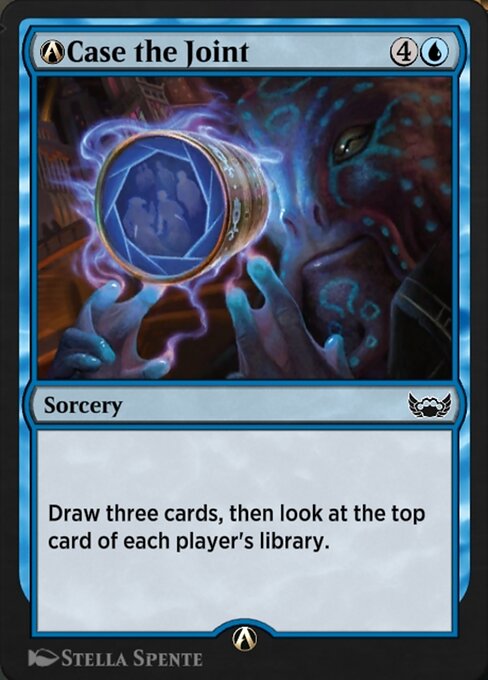 Case the Joint 4
Sorcery
Draw three cards, then look at the top
card of each player's library.
Stella Spente